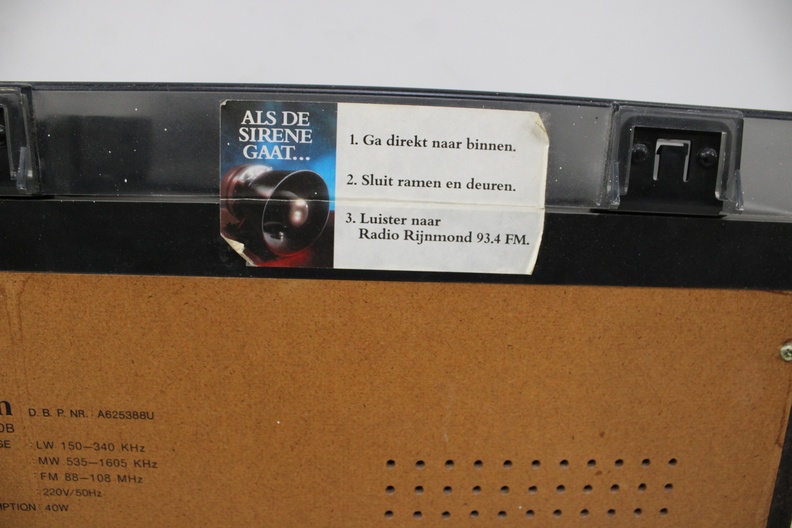 ALS DE
SIRENE
GAAT...
1. Ga direkt naar binnen.
2. Sluit ramen en deuren.
3. Luister naar
Radio Rijnmond 93.4 FM.
D. B. P. NR. A625388U
LW 150—340 KHz
MW 535—1605 KHz
FM 88—108 MHz
220V/50Hz
40W